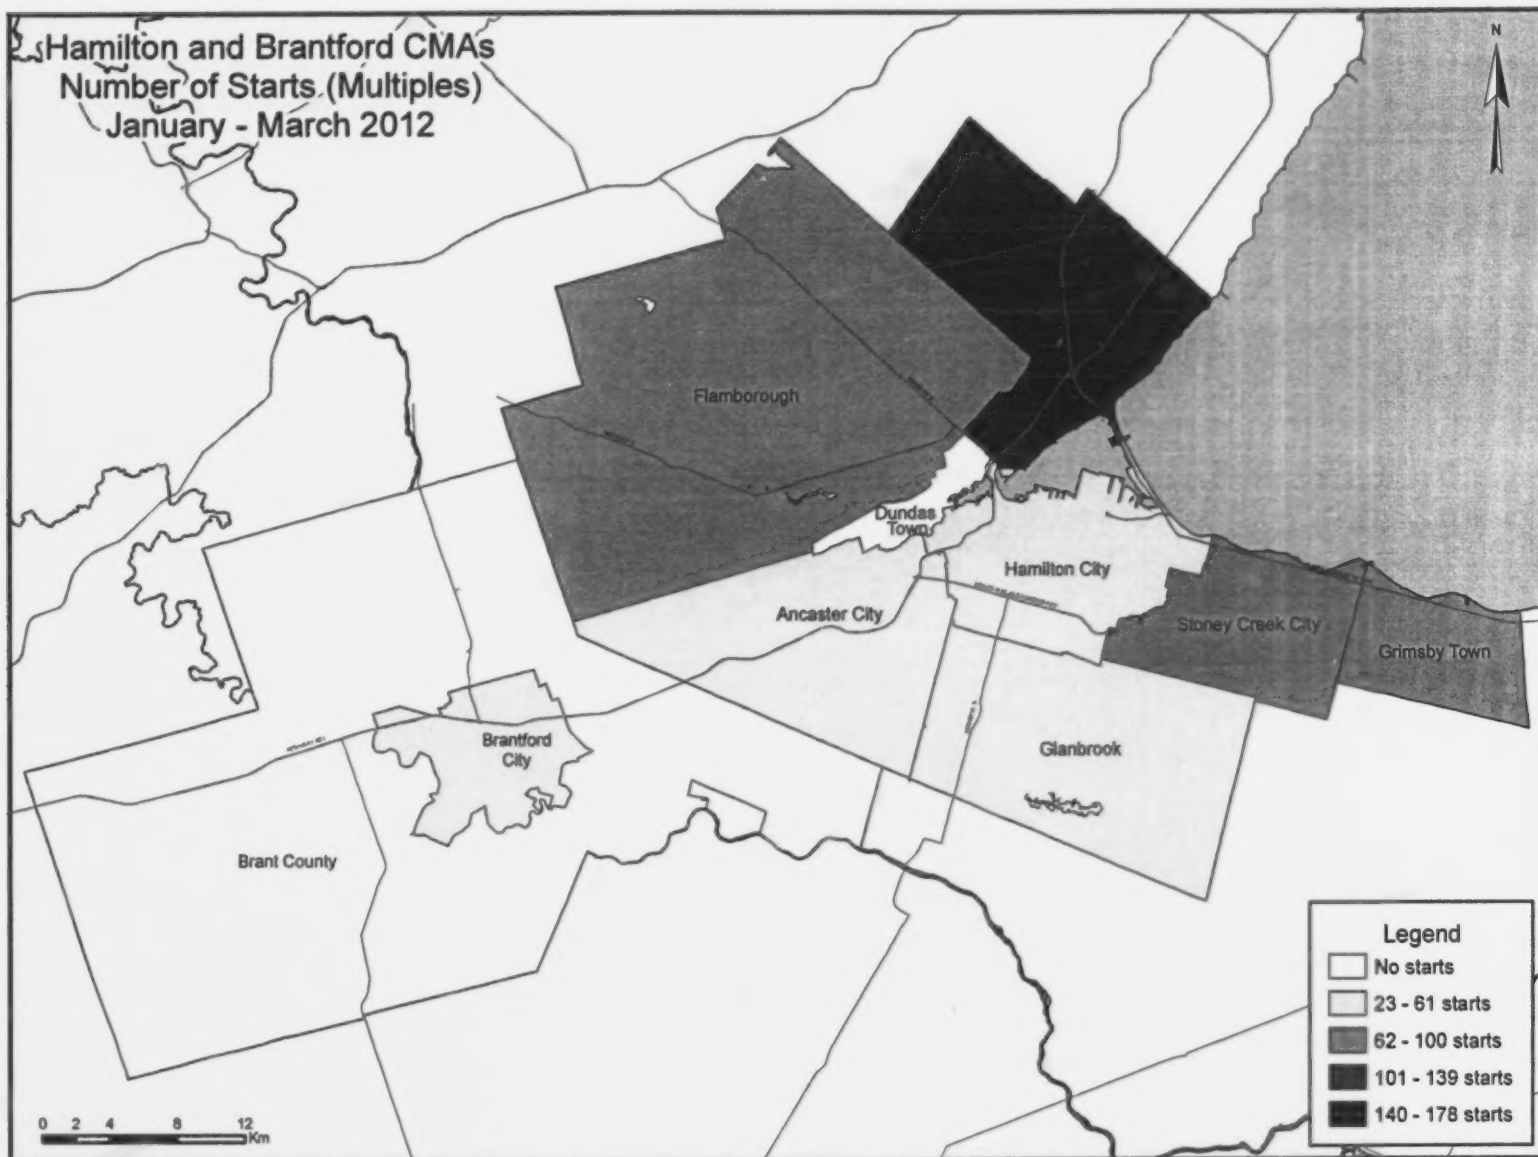 Hamilton and Brantford CMAs
Number of Starts (Multiples)
January - March 2012
N
Flamborough
Dundas
Town
Hamilton City
Ancaster City
Stoney Creek City
Grimsby Town
Brantford
City
Glanbrook
Brant County
Legend
No starts
23 - 61 starts
62 - 100 starts
101 - 139 starts
140 - 178 starts
0 2 4 8 12
Km